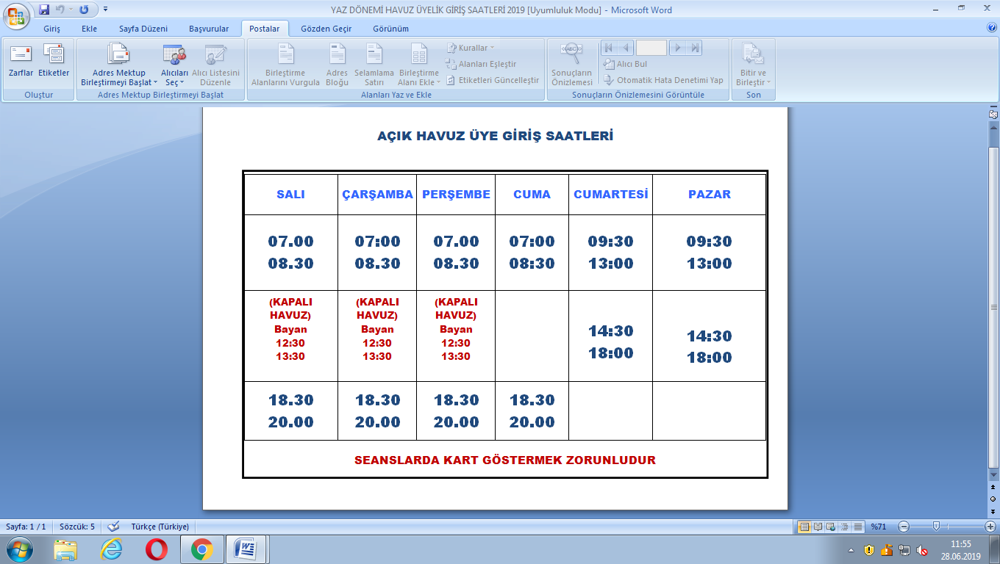 YAZ DÖNEMİ HAVUZ ÜYELİK GİRİŞ SAATLERİ 2019 [Uyumluluk Modu] - Microsoft Word
Giriş Ekle Sayfa Düzeni Başvurular Postalar Gözden Geçir Görünüm
Zarflar Etiketler
Oluştur
Adres Mektup
Birleştirmeyi Başlat
Alıcıları
Seç
Alıcı Listesini
Düzenle
Adres Mektup Birleştirmeyi Başlat
Birleştirme
Alanlarını Vurgula
Adres
Bloğu
Selamlama
Satırı
Birleştirme
Alanı Ekle
Kurallar
Alanları Eşleştir
Etiketleri Güncelleştir
Alanları Yaz ve Ekle
ABC
Sonuçların
Önizlemesi
Alıcı Bul
Otomatik Hata Denetimi Yap
Sonuçların Önizlemesini Görüntüle
Bitir ve
Birleştir
Son
AÇIK HAVUZ ÜYE GİRİŞ SAATLERİ
SALI ÇARŞAMBA PERŞEMBE CUMA CUMARTESİ PAZAR
07.00 07:00 07.00 07:00 09:30 09:30
08.30 08.30 08.30 08:30 13:00 13:00
(KAPALI (KAPALI (KAPALI
HAVUZ) HAVUZ) HAVUZ)
Bayan Bayan Bayan
12:30 12:30 12:30
13:30 13:30 13:30
14:30 14:30
18:00 18:00
18.30 18.30 18.30 18.30
20.00 20.00 20.00 20.00
SEANSLARDA KART GÖSTERMEK ZORUNLUDUR
Sayfa: 1 / 1 Sözcük: 5 Türkçe (Türkiye) %71
11:55
28.06.2019